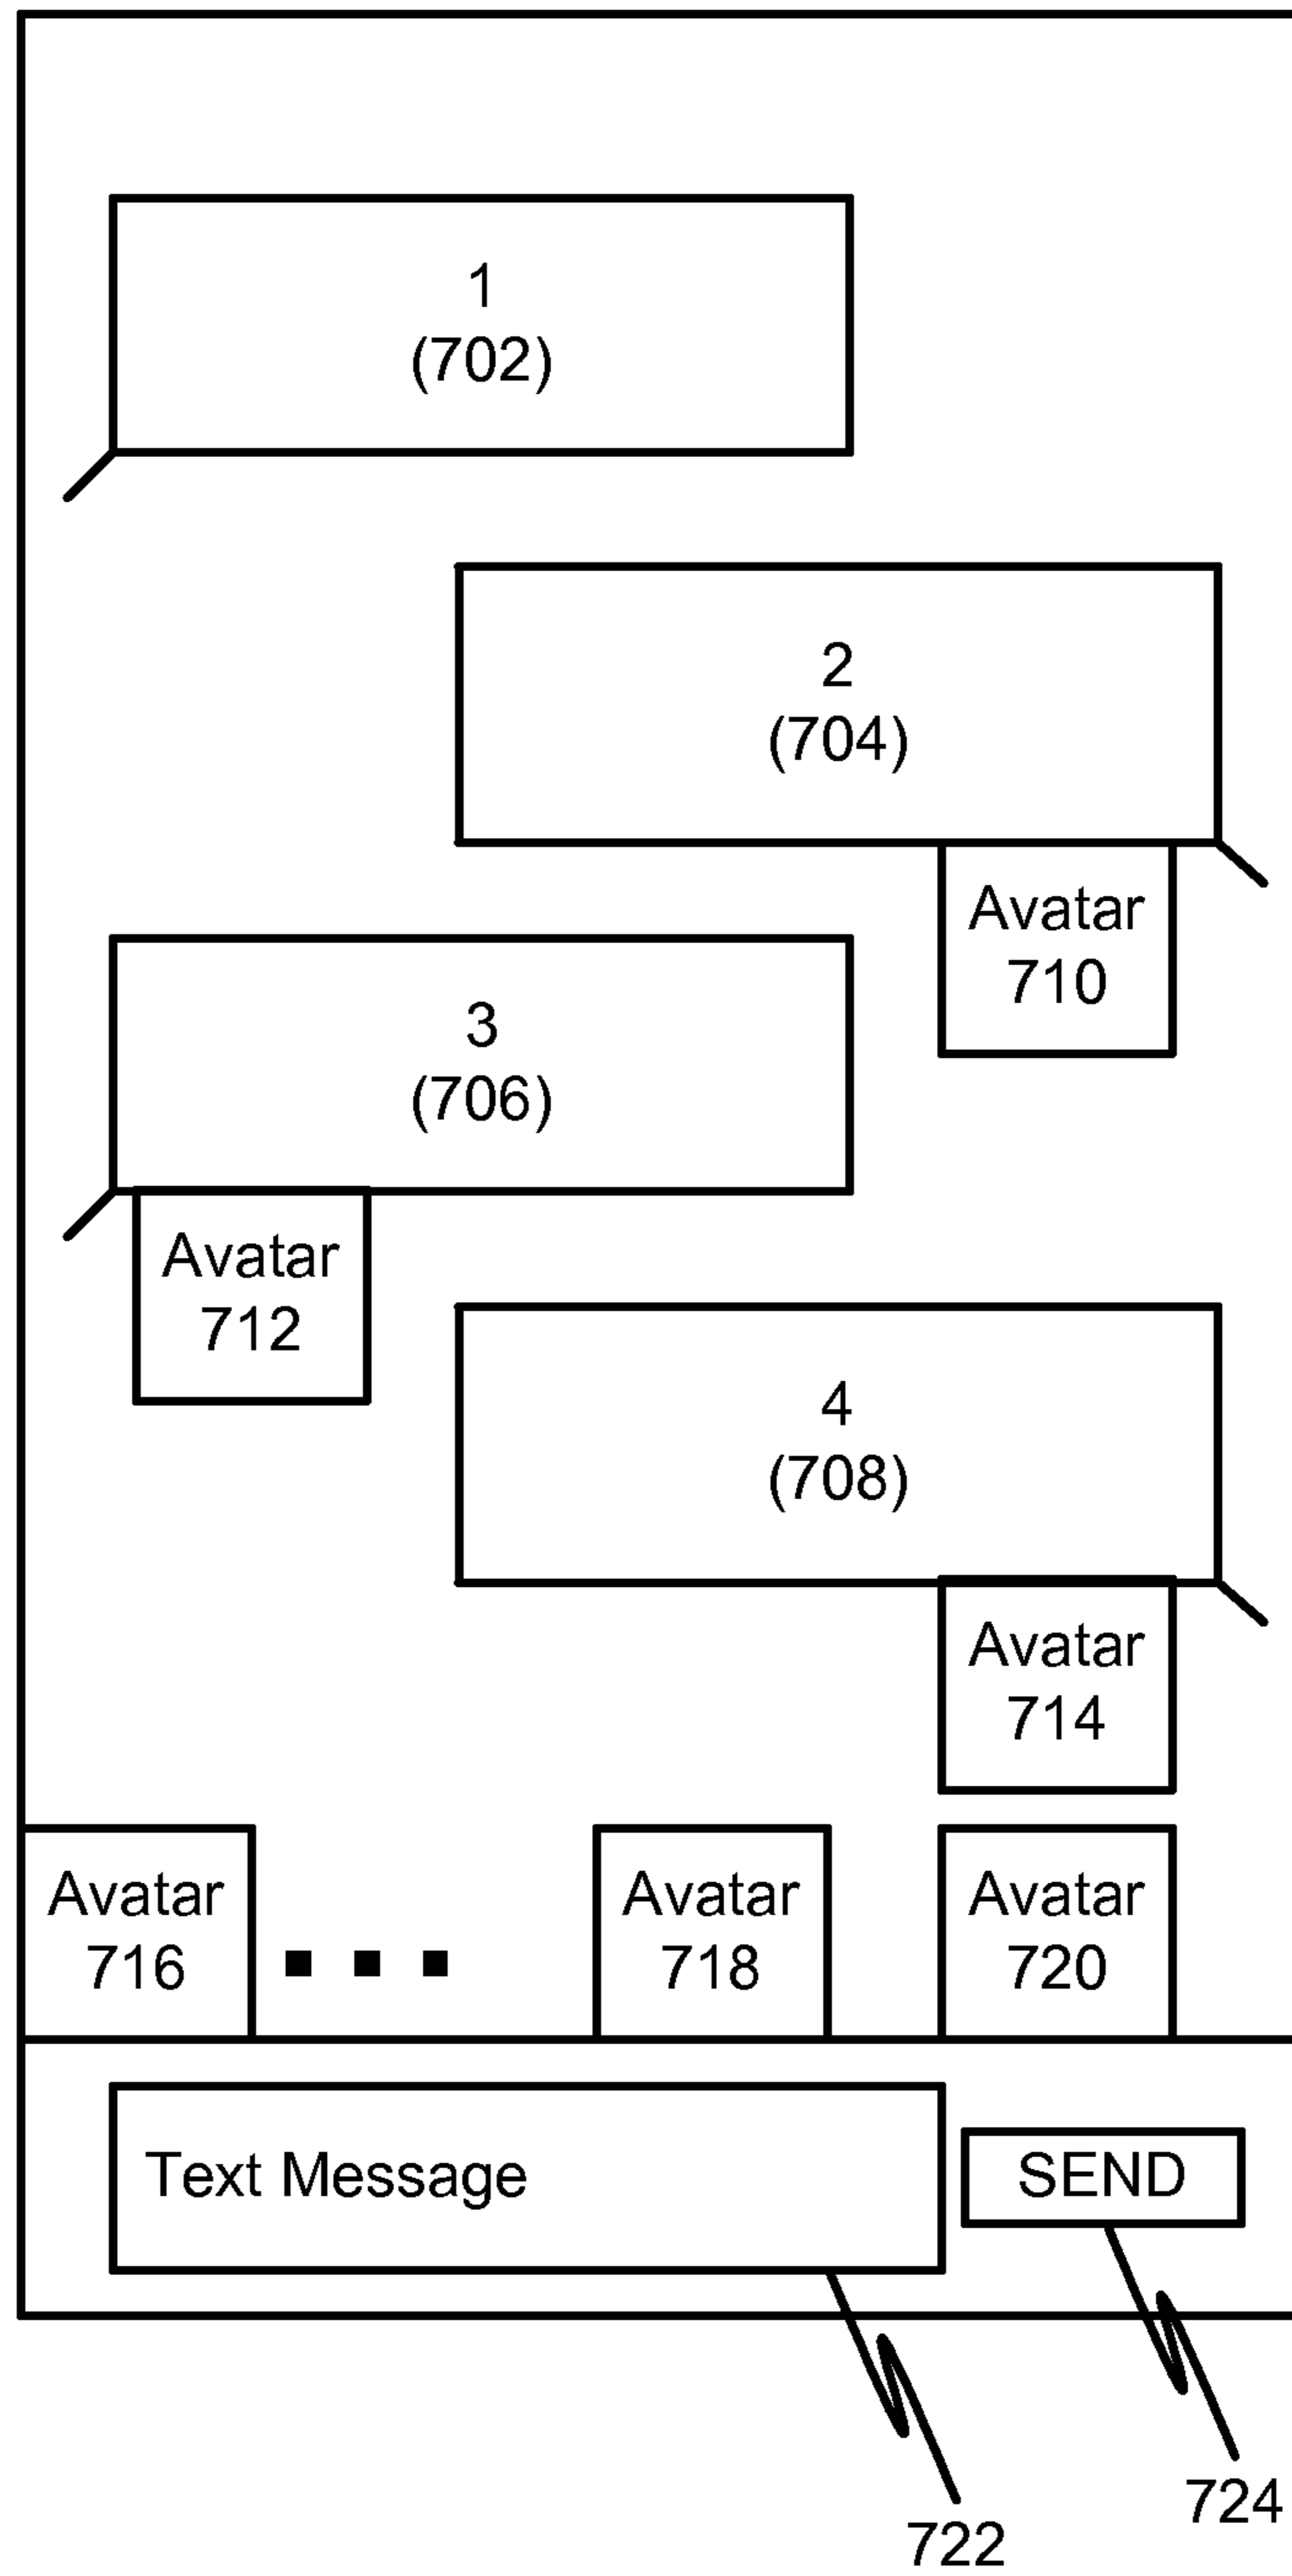 1
(702)
2
(704)
Avatar
710
3
(706)
Avatar
712
4
(708)
Avatar
714
Avatar
716
Avatar
718
Avatar
720
Text Message
SEND
722
724